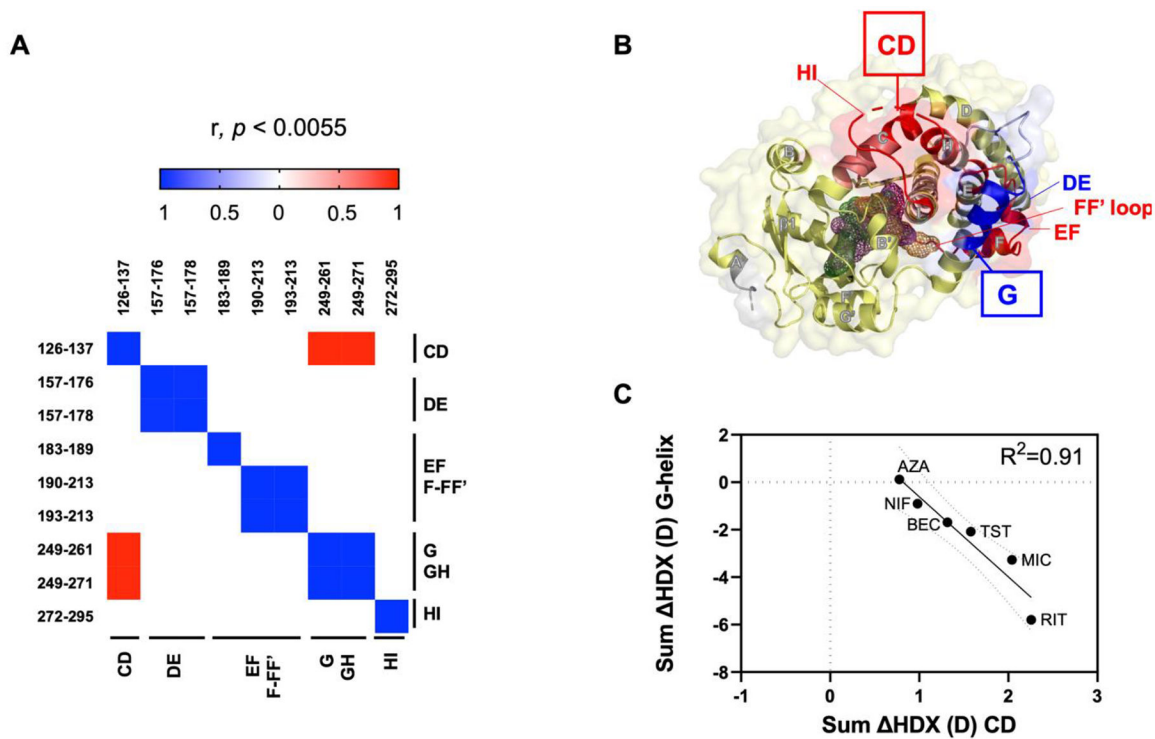 A
r, p < 0.0055
1 0.5 0 0.5 1
126-137
157-176
157-178
183-189
190-213
193-213
249-261
249-271
272-295
126-137
157-176
157-178
183-189
190-213
193-213
249-261
249-271
272-295
CD
DE
EF
F-FF'
G
GH
HI
CD
DE
EF
F-FF'
G
GH
HI
B
CD
HI
D
C
H
B
E
DE
FF' loop
β1
I
B'
F
EF
A
G
F'
G'
C
Sum ΔHDX (D) G-helix
2
0
-2
-4
-6
-8
R²=0.91
AZA
NIF
BEC
TST
MIC
RIT
-1 0 1 2 3
Sum ΔHDX (D) CD